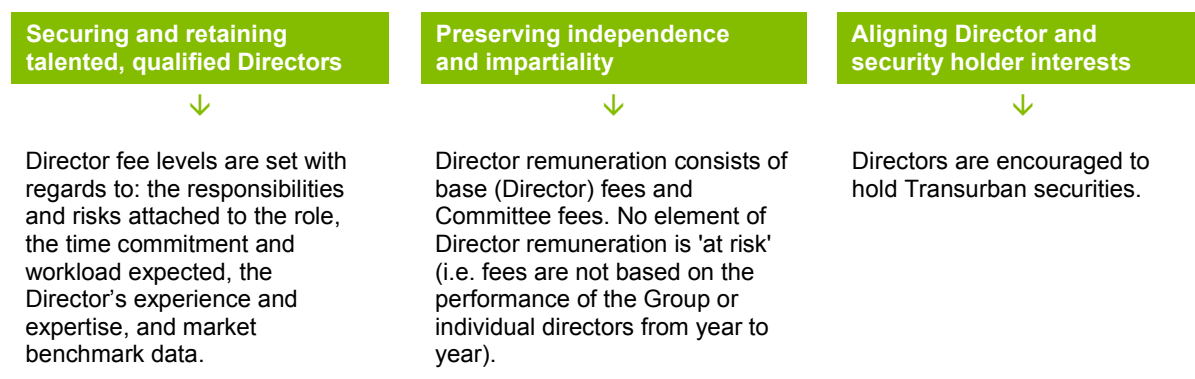 Securing and retaining
talented, qualified Directors
Director fee levels are set with
regards to: the responsibilities
and risks attached to the role,
the time commitment and
workload expected, the
Director’s experience and
expertise, and market
benchmark data.
Preserving independence
and impartiality
Director remuneration consists of
base (Director) fees and
Committee fees. No element of
Director remuneration is 'at risk'
(i.e. fees are not based on the
performance of the Group or
individual directors from year to
year).
Aligning Director and
security holder interests
Directors are encouraged to
hold Transurban securities.